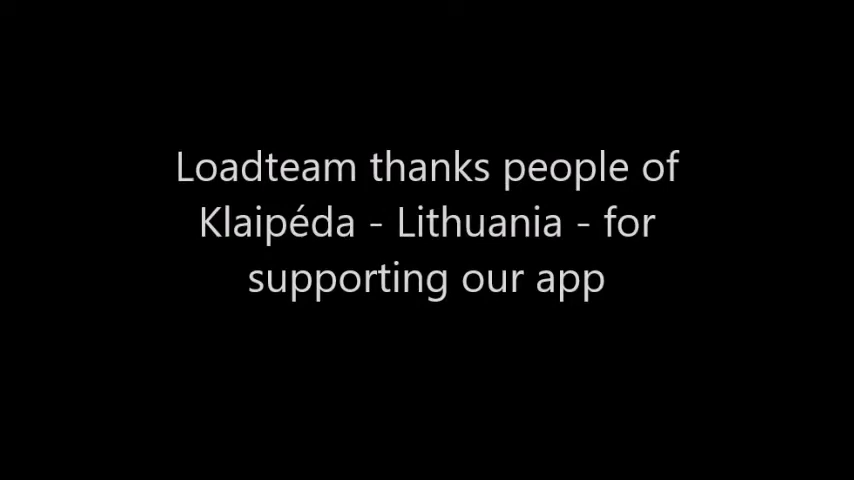 Loadteam thanks people of
Klaipéda - Lithuania - for
supporting our app